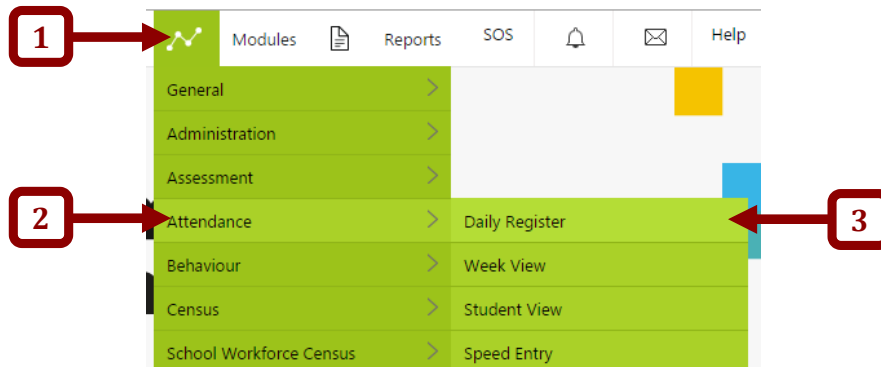 1
Modules Reports SOS Help
General
Administration
Assessment
2
Attendance Daily Register
3
Behaviour Week View
Census Student View
School Workforce Census Speed Entry